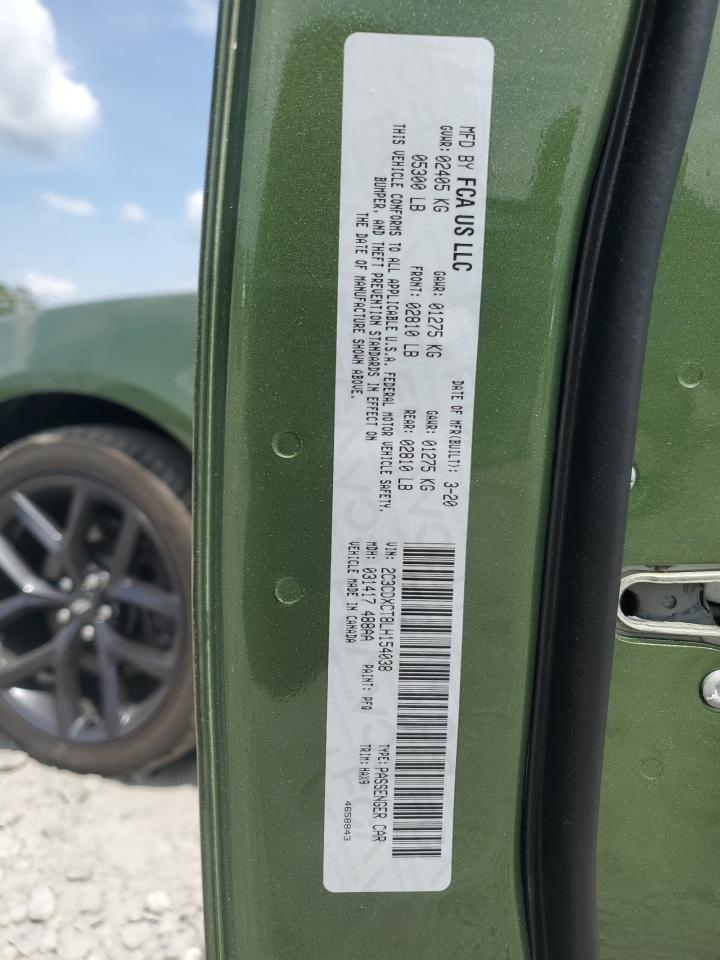 MFD BY FCA US LLC
DATE OF MFR(BUILT): 3-20
GVWR: 02405 KG
GAWR: 01275 KG
GAWR: 01275 KG
05300 LB
FRONT: 02810 LB
REAR: 02810 LB
THIS VEHICLE CONFORMS TO ALL APPLICABLE U.S.A. FEDERAL MOTOR VEHICLE SAFETY,
BUMPER, AND THEFT PREVENTION STANDARDS IN EFFECT ON
THE DATE OF MANUFACTURE SHOWN ABOVE.
VIN: 2C3CDXCT8LH154038
TYPE: PASSENGER CAR
MDH: 031417 488AA
PAINT: PFQ
TRIM: HAX9
VEHICLE MADE IN CANADA
4658843